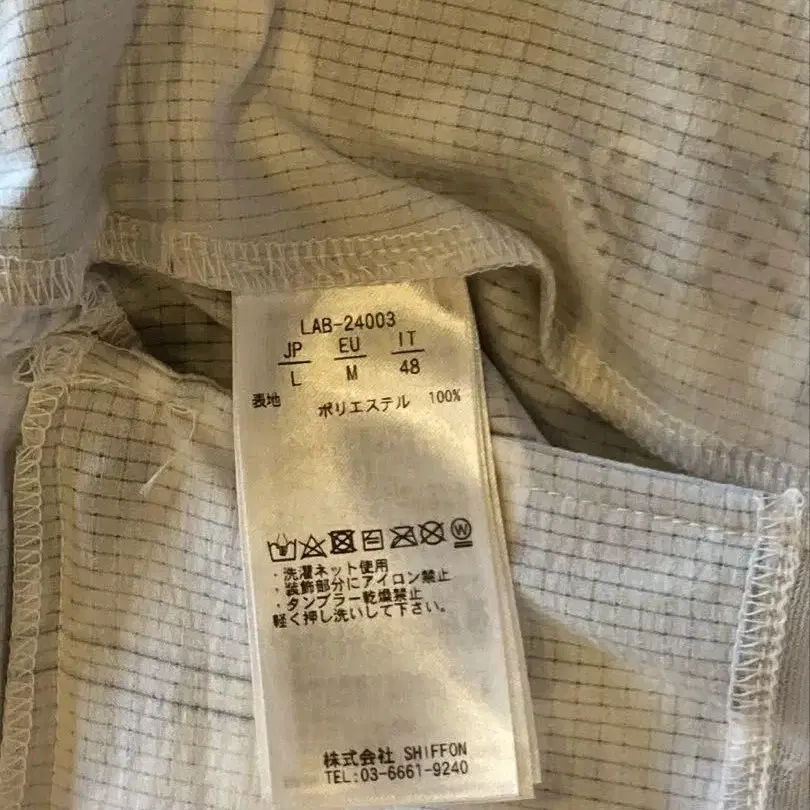 LAB-24003
JP EU IT
L M 48
表地 ポリエステル 100%
W
・洗濯ネット使用
・装飾部分にアイロン禁止
・タンブラー乾燥禁止
軽く押し洗いして下さい。
株式会社 SHIFFON
TEL:03-6661-9240